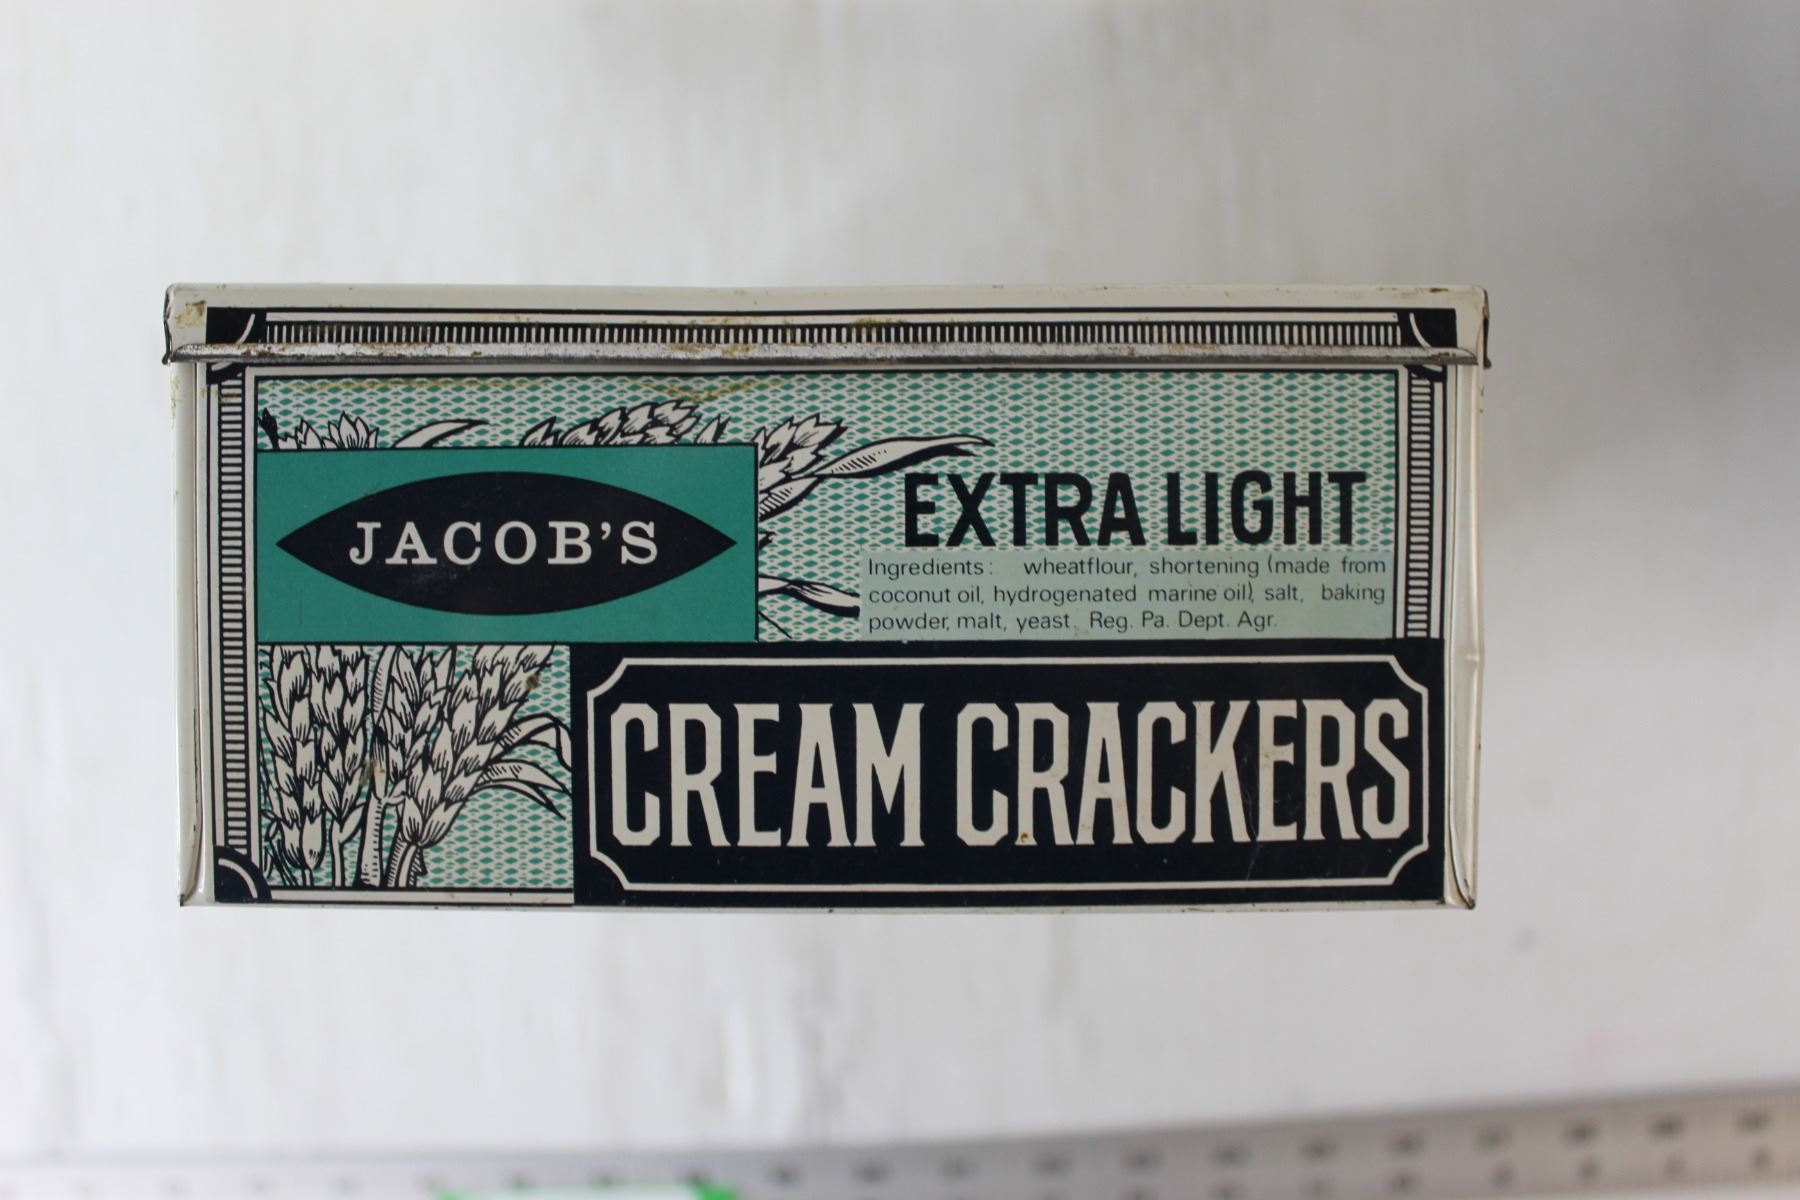 JACOB'S
EXTRA LIGHT
Ingredients: wheatflour, shortening (made from
coconut oil, hydrogenated marine oil), salt, baking
powder, malt, yeast. Reg. Pa. Dept. Agr.
CREAM CRACKERS